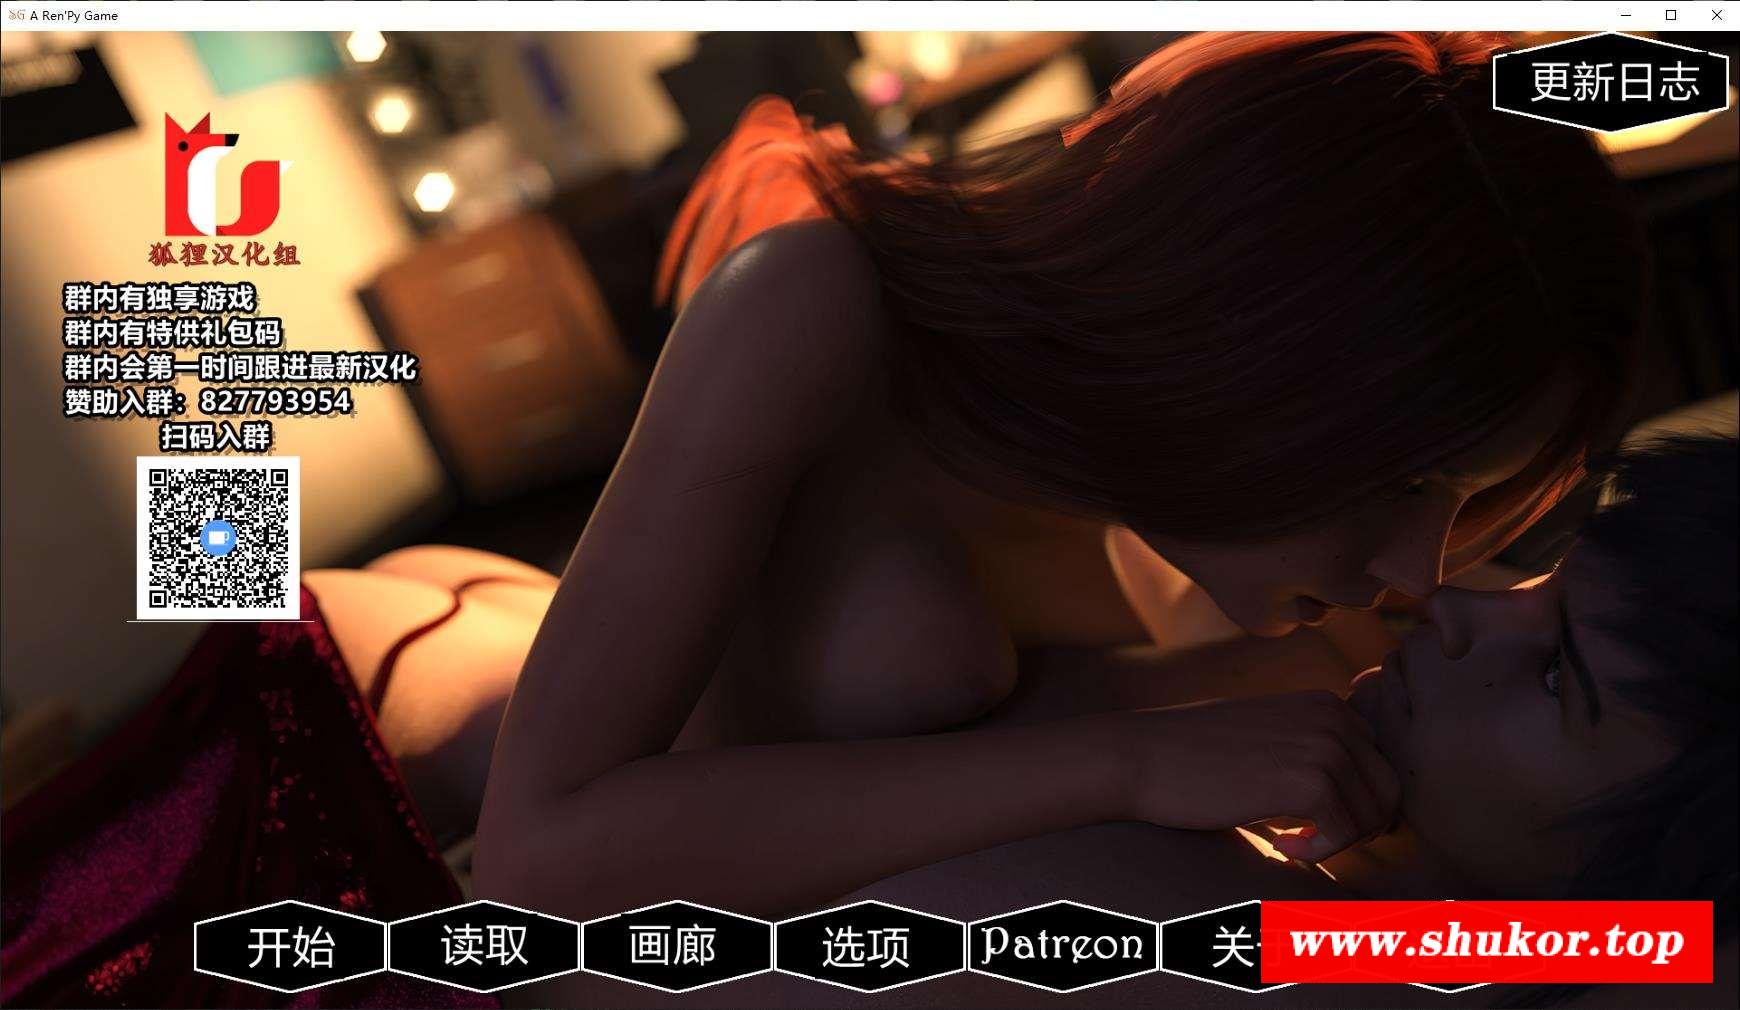 A Ren'Py Game
更新日志
狐狸汉化组
群内有独享游戏
群内有特供礼包码
群内会第一时间跟进最新汉化
赞助入群：827793954
扫码入群
开始
读取
画廊
选项
Patreon
关
www.shukor.top